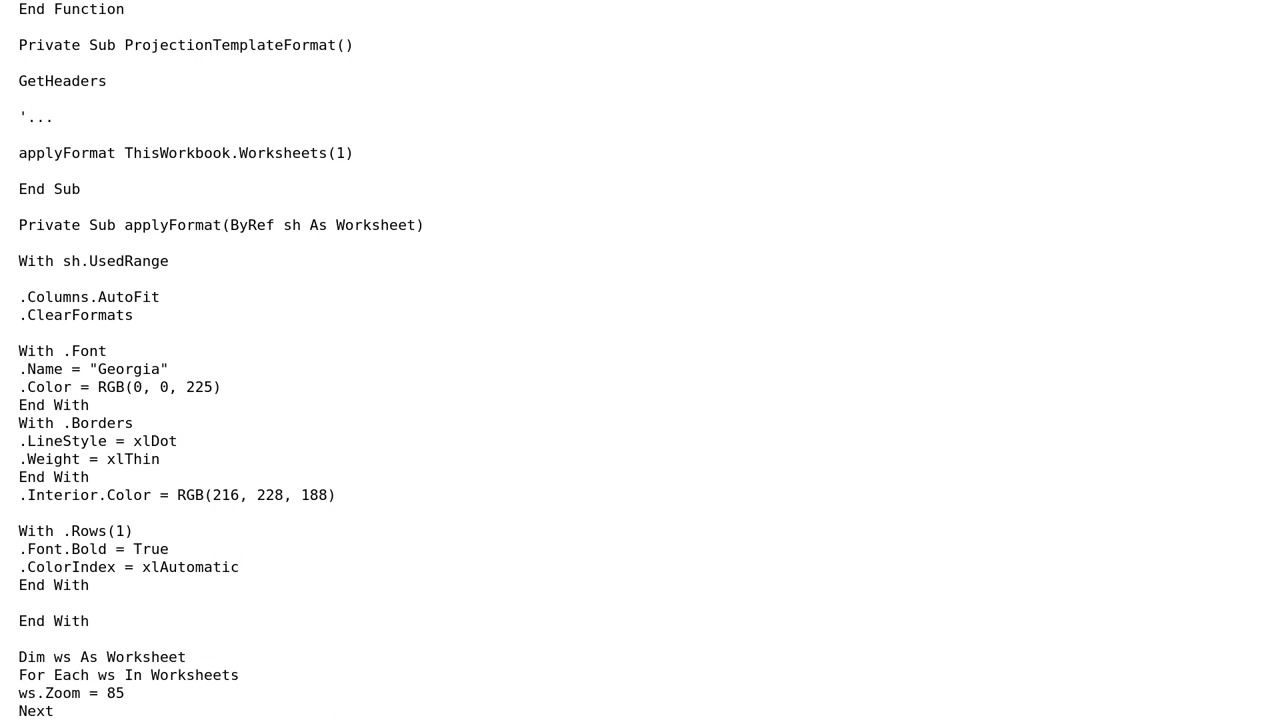 End Function
Private Sub ProjectionTemplateFormat()
GetHeaders
'...
applyFormat ThisWorkbook.Worksheets(1)
End Sub
Private Sub applyFormat(ByRef sh As Worksheet)
With sh.UsedRange
.Columns.AutoFit
.ClearFormats
With .Font
.Name = "Georgia"
.Color = RGB(0, 0, 225)
End With
With .Borders
.LineStyle = xlDot
.Weight = xlThin
End With
.Interior.Color = RGB(216, 228, 188)
With .Rows(1)
.Font.Bold = True
.ColorIndex = xlAutomatic
End With
End With
Dim ws As Worksheet
For Each ws In Worksheets
ws.Zoom = 85
Next